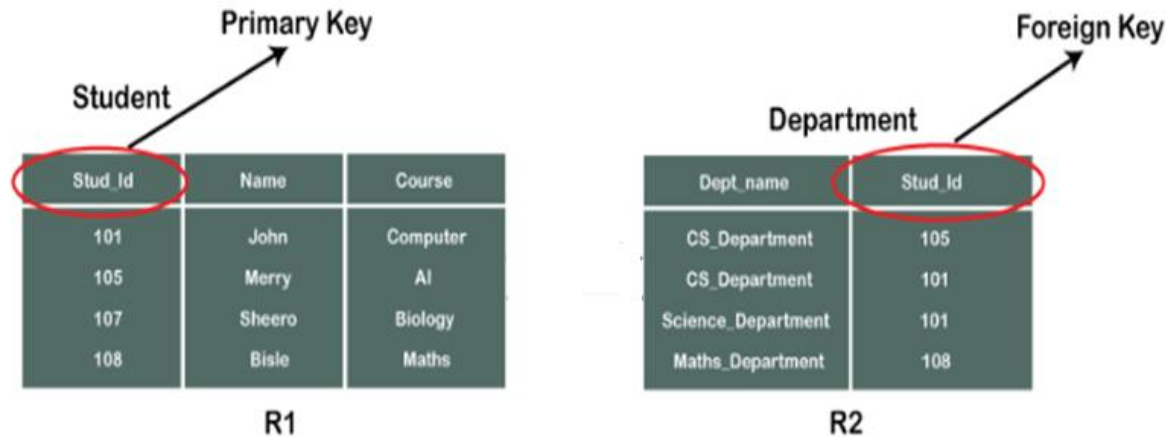 Primary Key
Student
Stud_Id Name Course
101 John Computer
105 Merry AI
107 Sheero Biology
108 Bisle Maths
R1
Foreign Key
Department
Dept_name Stud_Id
CS_Department 105
CS_Department 101
Science_Department 101
Maths_Department 108
R2